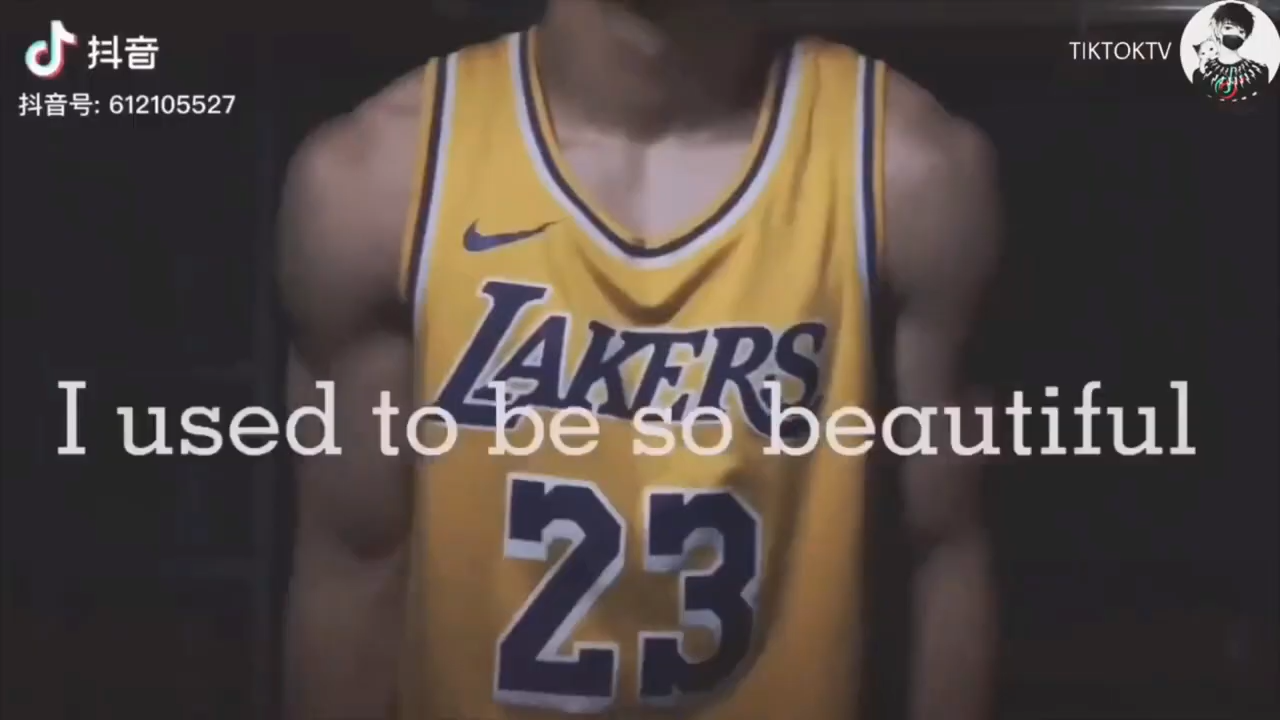 抖音
抖音号: 612105527
TIKTOKTV
LAKERS
I used to be so beautiful
23